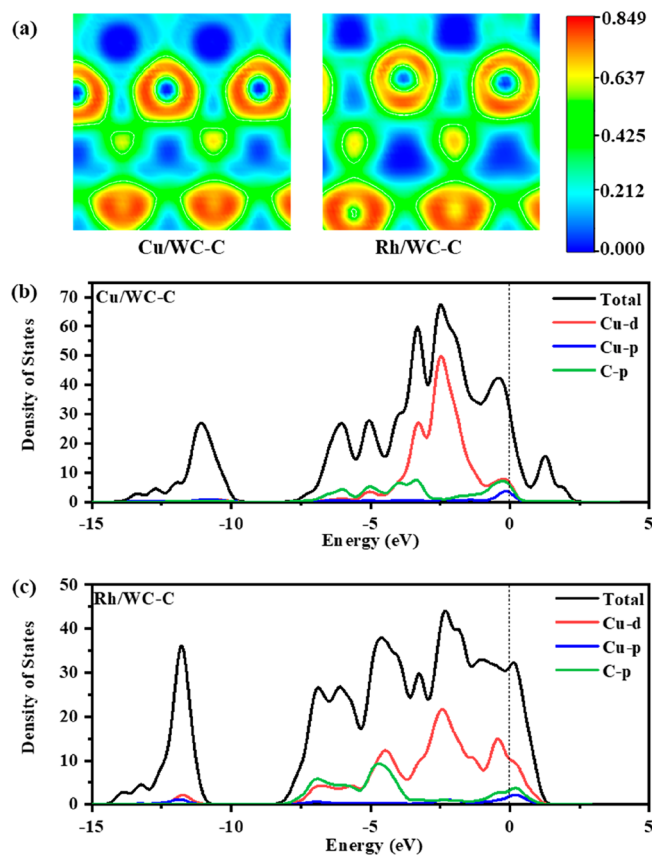 (a)
0.849
0.637
0.425
0.212
0.000
Cu/WC-C
Rh/WC-C
(b)
Cu/WC-C
Total
Cu-d
Cu-p
C-p
70
60
50
40
30
20
10
0
Density of States
-15
-10
-5
0
5
Energy (eV)
(c)
Rh/WC-C
Total
Cu-d
Cu-p
C-p
50
40
30
20
10
0
Density of States
-15
-10
-5
0
5
Energy (eV)